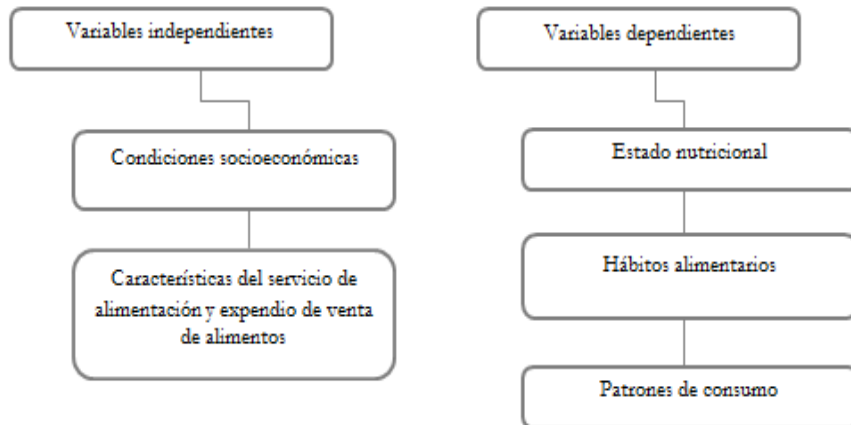 Variables independientes
Condiciones socioeconómicas
Características del servicio de
alimentación y expendio de venta
de alimentos
Variables dependientes
Estado nutricional
Hábitos alimentarios
Patrones de consumo